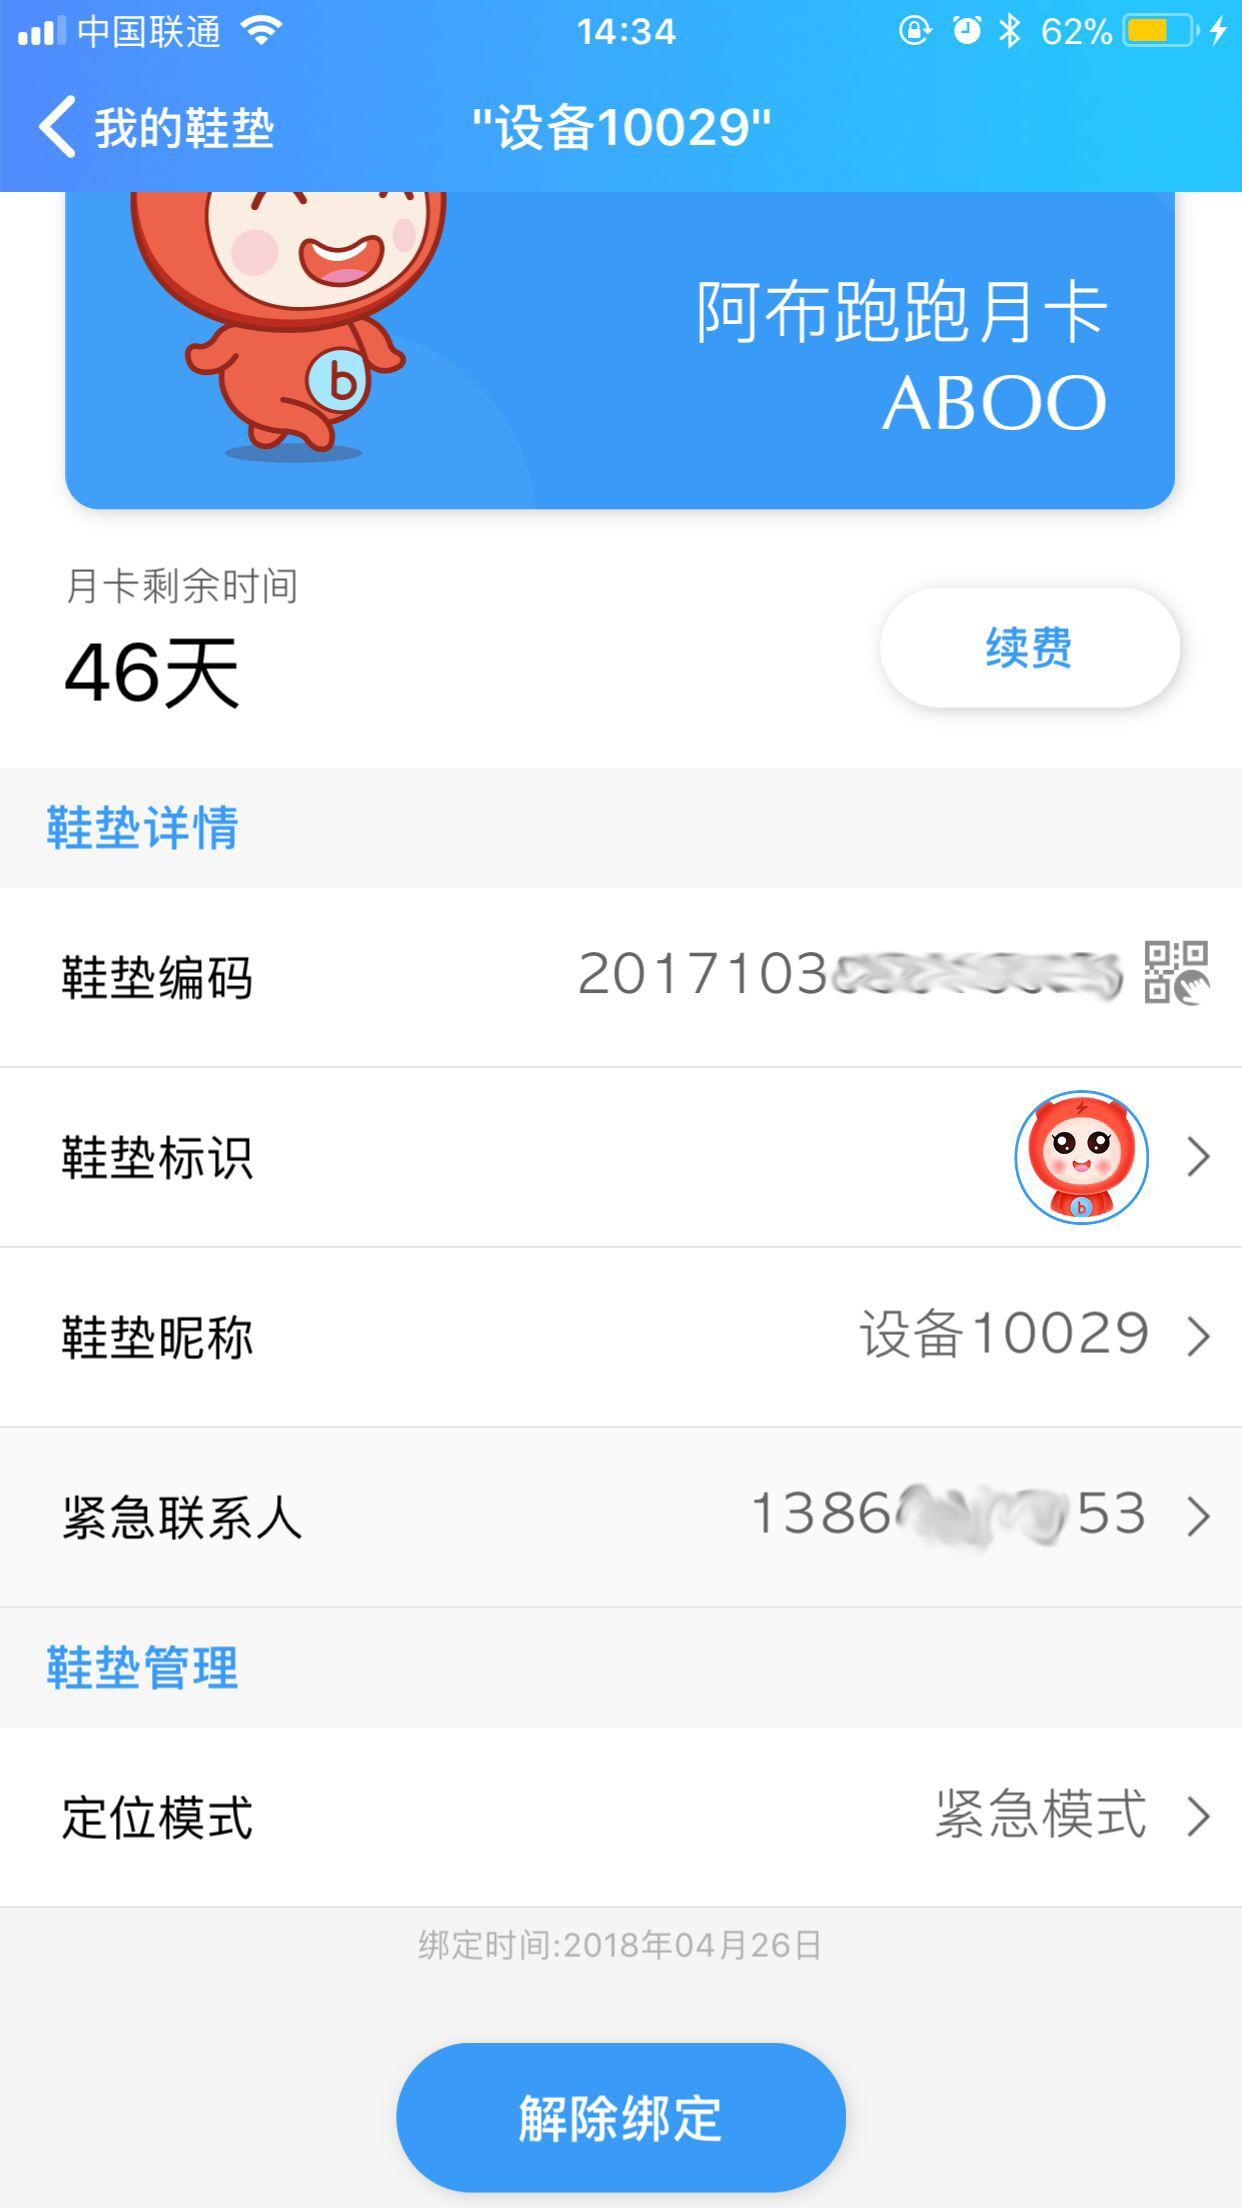 中国联通 14:34 62%
我的鞋垫 "设备10029"
b
阿布跑跑月卡
ABOO
月卡剩余时间
46天
续费
鞋垫详情
鞋垫编码 2017103
鞋垫标识
b
鞋垫昵称 设备10029
紧急联系人 1386 53
鞋垫管理
定位模式 紧急模式
绑定时间:2018年04月26日
解除绑定